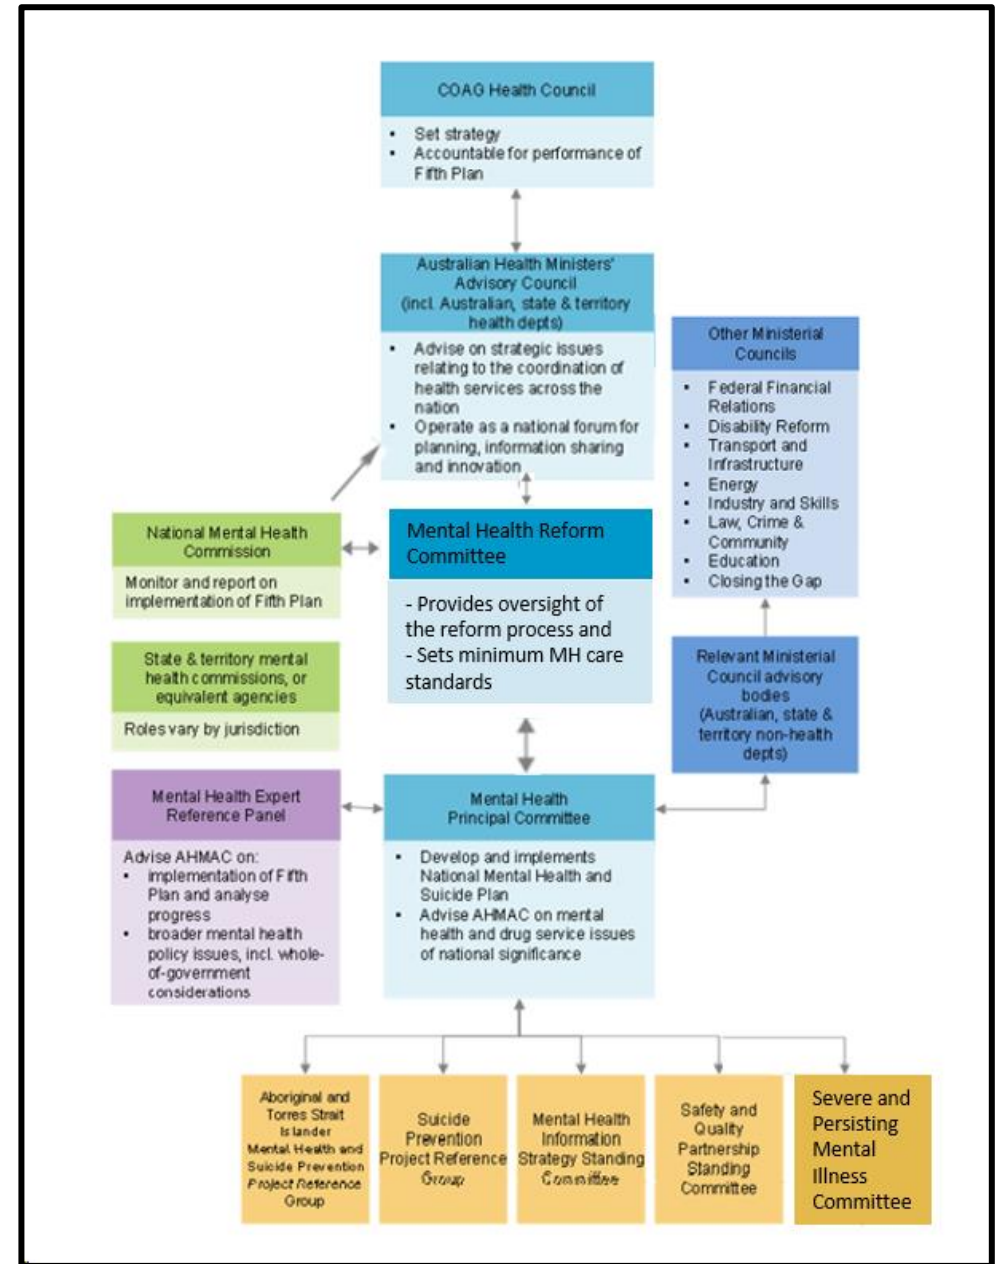 COAG Health Council
▪ Set strategy
▪ Accountable for performance of
Fifth Plan
Australian Health Ministers'
Advisory Council
(incl. Australian, state & territory
health depts)
• Advise on strategic issues
relating to the coordination of
health services across the
nation
• Operate as a national forum for
planning, information sharing
and innovation
Other Ministerial
Councils
▪ Federal Financial
Relations
▪ Disability Reform
▪ Transport and
Infrastructure
▪ Energy
▪ Industry and Skills
▪ Law, Crime &
Community
▪ Education
▪ Closing the Gap
National Mental Health
Commission
Monitor and report on
implementation of Fifth Plan
Mental Health Reform
Committee
- Provides oversight of
the reform process and
- Sets minimum MH care
standards
State & territory mental
health commissions, or
equivalent agencies
Roles vary by jurisdiction
Relevant Ministerial
Council advisory
bodies
(Australian, state &
territory non-health
depts)
Mental Health Expert
Reference Panel
Advise AHMAC on:
• implementation of Fifth
Plan and analyse
progress
• broader mental health
policy issues, incl. whole-
of-government
considerations
Mental Health
Principal Committee
• Develop and implements
National Mental Health and
Suicide Plan
• Advise AHMAC on mental
health and drug service issues
of national significance
Aboriginal and
Torres Strait
Islander
Mental Health and
Suicide Prevention
Project Reference
Group
Suicide
Prevention
Project Reference
Group
Mental Health
Information
Strategy Standing
Committee
Safety and
Quality
Partnership
Standing
Committee
Severe and
Persisting
Mental
Illness
Committee